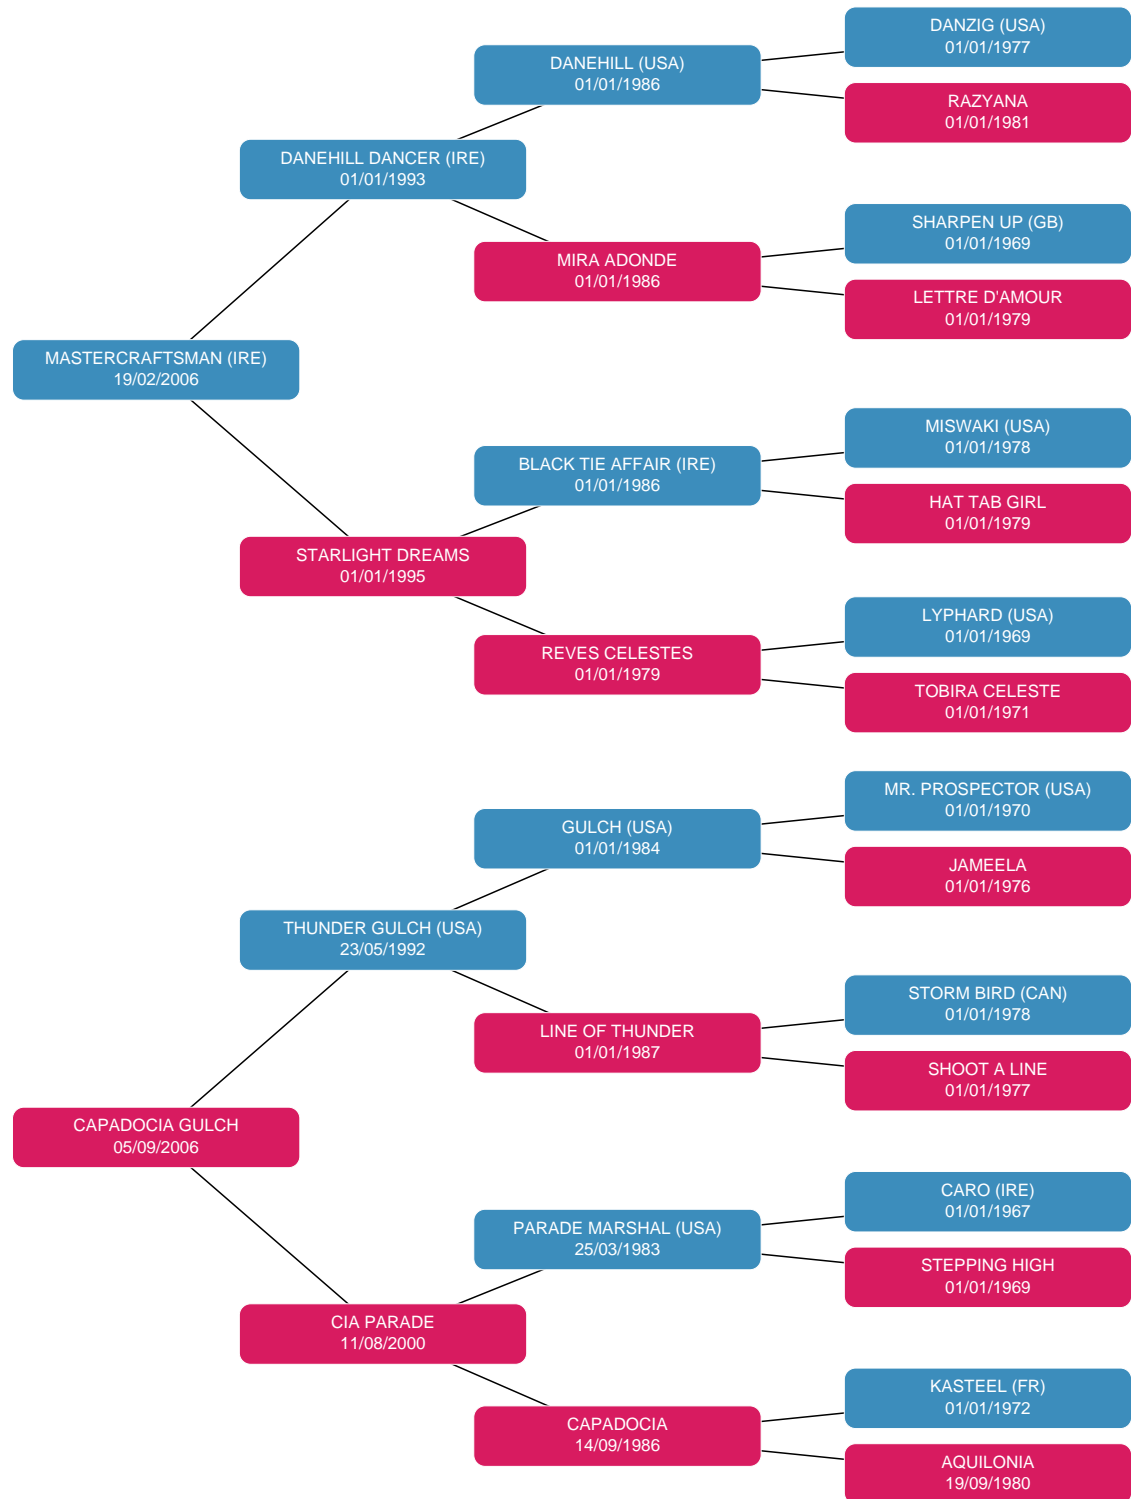 DANZIG (USA)
01/01/1977
DANEHILL (USA)
01/01/1986
RAZYANA
01/01/1981
DANEHILL DANCER (IRE)
01/01/1993
SHARPEN UP (GB)
01/01/1969
MIRA ADONDE
01/01/1986
LETTRE D'AMOUR
01/01/1979
MASTERCRAFTSMAN (IRE)
19/02/2006
MISWAKI (USA)
01/01/1978
BLACK TIE AFFAIR (IRE)
01/01/1986
HAT TAB GIRL
01/01/1979
STARLIGHT DREAMS
01/01/1995
LYPHARD (USA)
01/01/1969
REVES CELESTES
01/01/1979
TOBIRA CELESTE
01/01/1971
MR. PROSPECTOR (USA)
01/01/1970
GULCH (USA)
01/01/1984
JAMEELA
01/01/1976
THUNDER GULCH (USA)
23/05/1992
STORM BIRD (CAN)
01/01/1978
LINE OF THUNDER
01/01/1987
SHOOT A LINE
01/01/1977
CAPADOCIA GULCH
05/09/2006
CARO (IRE)
01/01/1967
PARADE MARSHAL (USA)
25/03/1983
STEPPING HIGH
01/01/1969
CIA PARADE
11/08/2000
KASTEEL (FR)
01/01/1972
CAPADOCIA
14/09/1986
AQUILONIA
19/09/1980